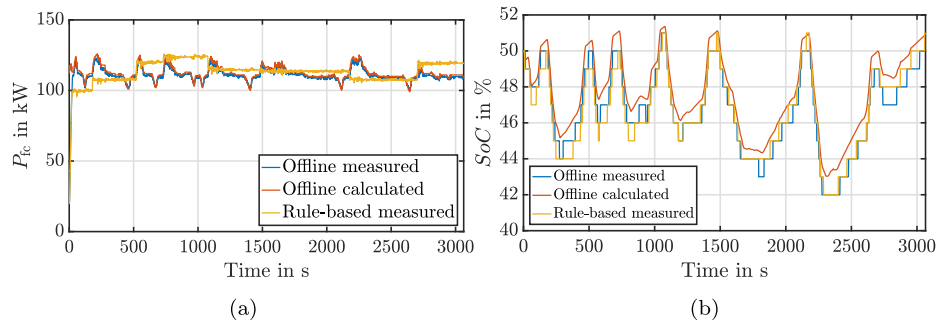 150
100
50
0
P_fc in kW
Offline measured
Offline calculated
Rule-based measured
0 500 1000 1500 2000 2500 3000
Time in s
(a)
52
50
48
46
44
42
40
SoC in %
Offline measured
Offline calculated
Rule-based measured
0 500 1000 1500 2000 2500 3000
Time in s
(b)